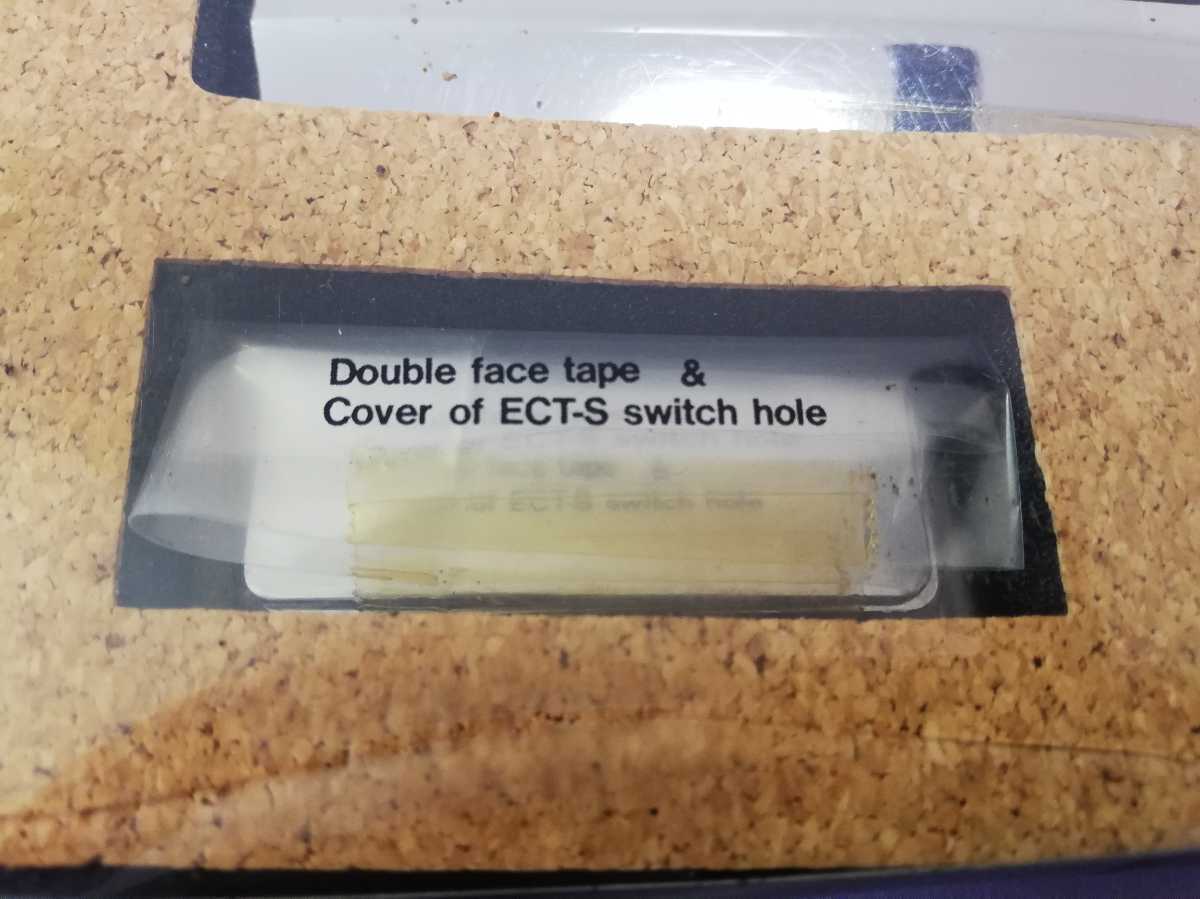 Double face tape &
Cover of ECT-S switch hole